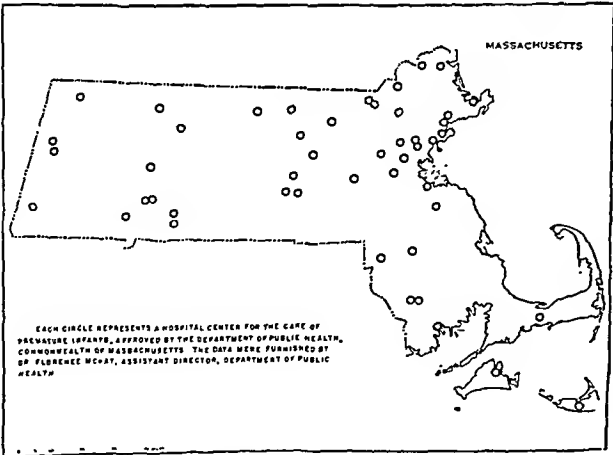 MASSACHUSETTS
EACH CIRCLE REPRESENTS A HOSPITAL CENTER FOR THE CARE OF
PREMATURE INFANTS, APPROVED BY THE DEPARTMENT OF PUBLIC HEALTH,
COMMONWEALTH OF MASSACHUSETTS THE DATA WERE FURNISHED BY
DR FLORENCE ASSISTANT DIRECTOR, DEPARTMENT OF PUBLIC
HEALTH